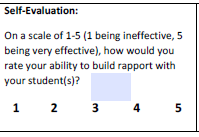 Self-Evaluation:
On a scale of 1-5 (1 being ineffective, 5
being very effective), how would you
rate your ability to build rapport with
your student(s)?
1 2 3 4 5